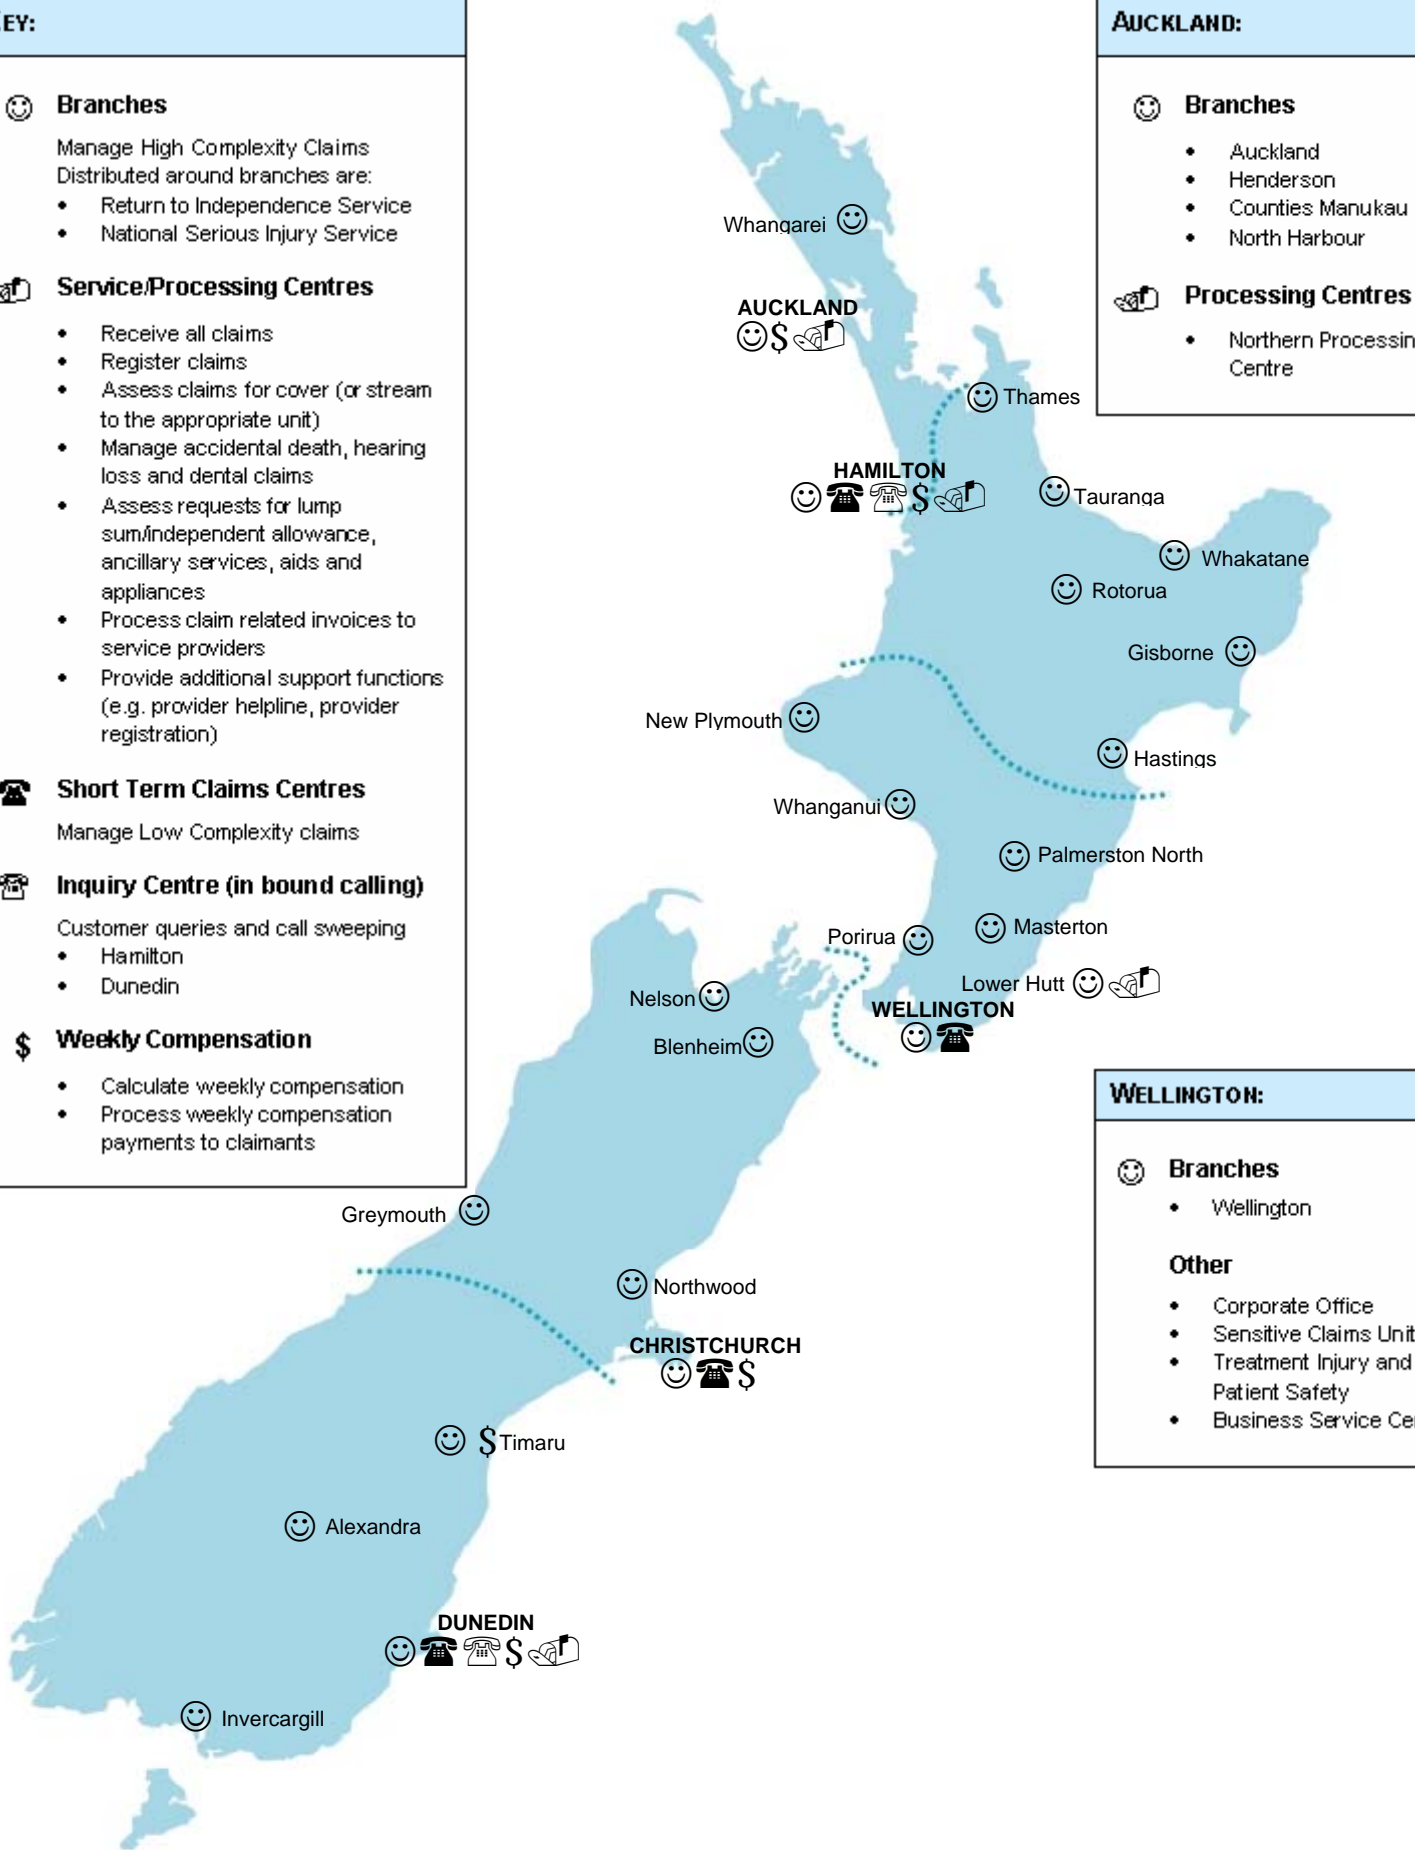 EY:
☺ Branches
Manage High Complexity Claims
Distributed around branches are:
• Return to Independence Service
• National Serious Injury Service
Service/Processing Centres
• Receive all claims
• Register claims
• Assess claims for cover (or stream
to the appropriate unit)
• Manage accidental death, hearing
loss and dental claims
• Assess requests for lump
sum/independent allowance,
ancillary services, aids and
appliances
• Process claim related invoices to
service providers
• Provide additional support functions
(e.g. provider helpline, provider
registration)
Short Term Claims Centres
Manage Low Complexity claims
Inquiry Centre (in bound calling)
Customer queries and call sweeping
• Hamilton
• Dunedin
$ Weekly Compensation
• Calculate weekly compensation
• Process weekly compensation
payments to claimants
AUCKLAND:
☺ Branches
• Auckland
• Henderson
• Counties Manukau
• North Harbour
Processing Centres
• Northern Processin
Centre
Whangarei
AUCKLAND
$
Thames
HAMILTON
$
Tauranga
Whakatane
Rotorua
Gisborne
New Plymouth
Hastings
Whanganui
Palmerston North
Porirua
Masterton
Lower Hutt
WELLINGTON
Nelson
Blenheim
Greymouth
Northwood
CHRISTCHURCH
$
$ Timaru
Alexandra
DUNEDIN
$
Invercargill
WELLINGTON:
☺ Branches
• Wellington
Other
• Corporate Office
• Sensitive Claims Unit
• Treatment Injury and
Patient Safety
• Business Service Cer